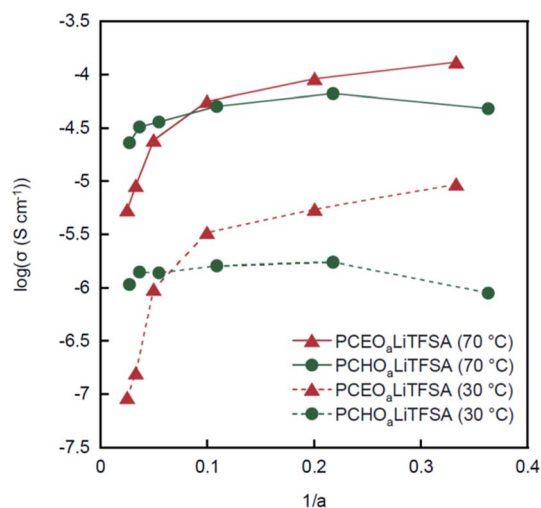 -3.5
-4
-4.5
-5
-5.5
-6
-6.5
-7
-7.5
log(σ (S cm⁻¹))
PCEOₐLiTFSA (70 °C)
PCHOₐLiTFSA (70 °C)
PCEOₐLiTFSA (30 °C)
PCHOₐLiTFSA (30 °C)
0 0.1 0.2 0.3 0.4
1/a